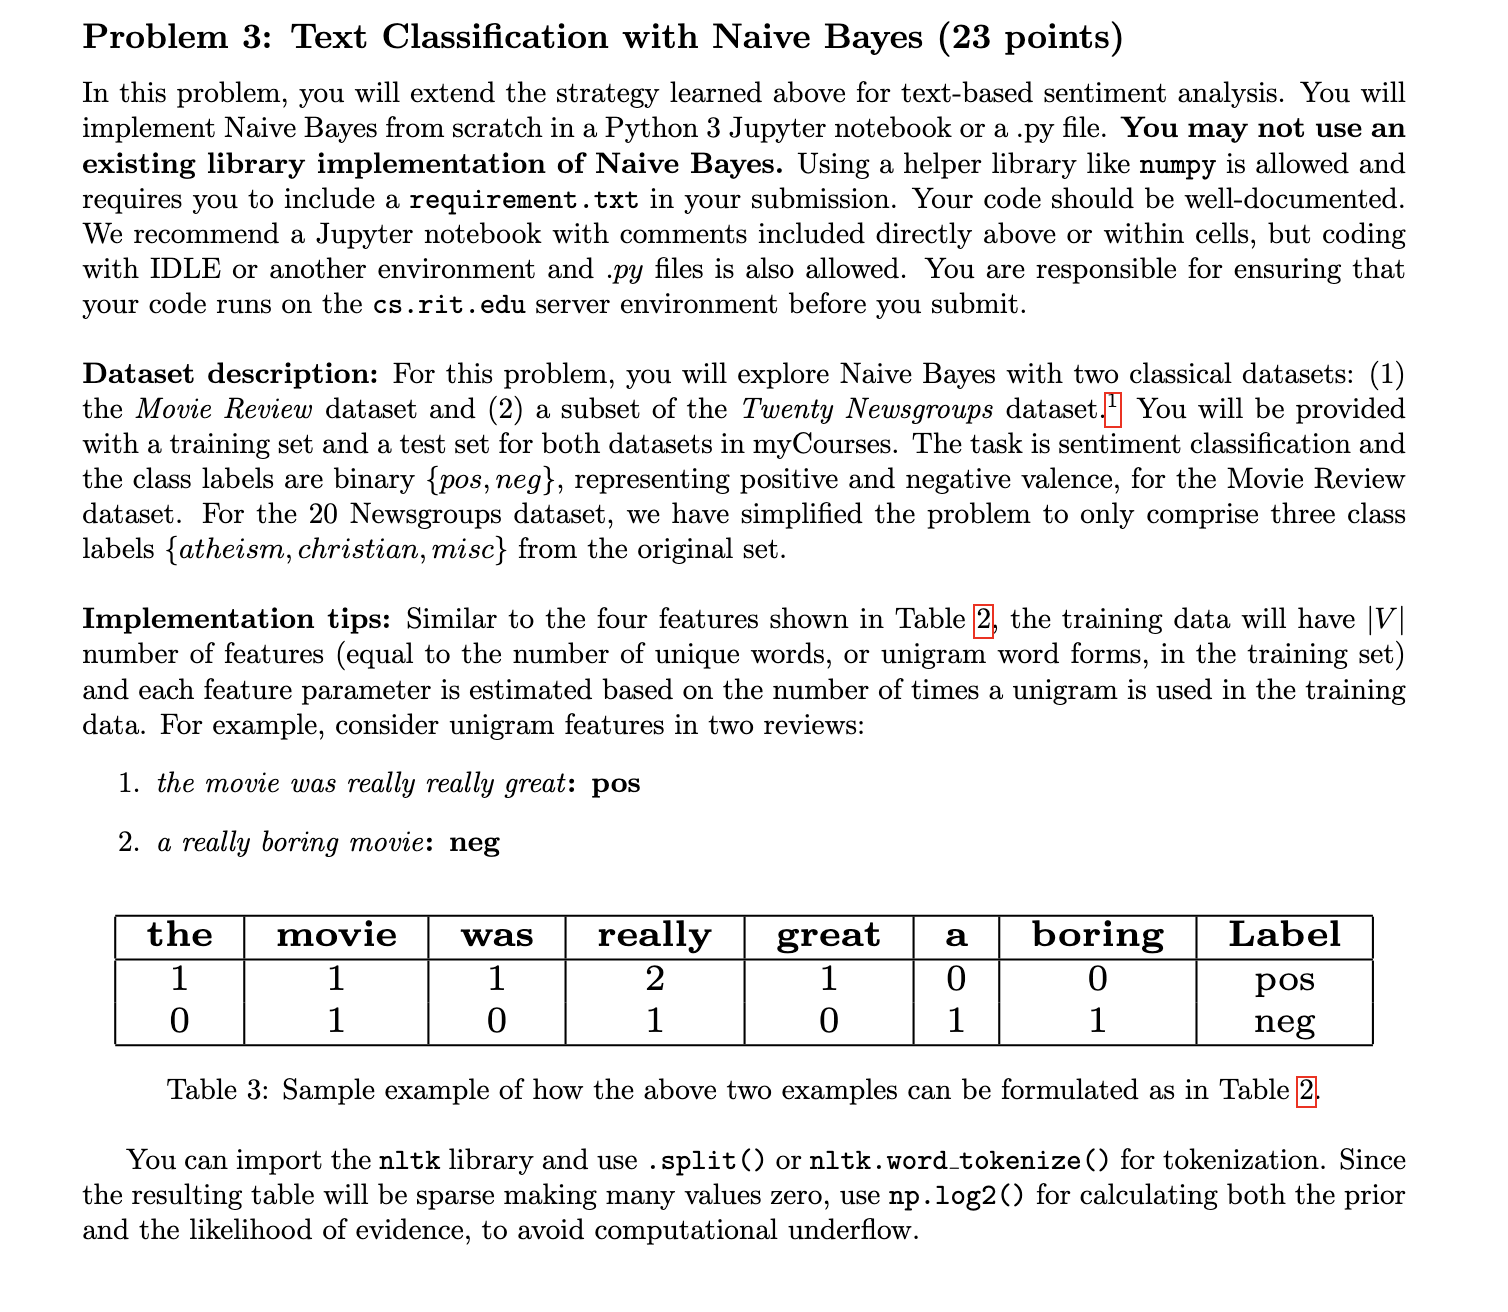 Problem 3: Text Classification with Naive Bayes (23 points)
In this problem, you will extend the strategy learned above for text-based sentiment analysis. You will
implement Naive Bayes from scratch in a Python 3 Jupyter notebook or a .py file. You may not use an
existing library implementation of Naive Bayes. Using a helper library like numpy is allowed and
requires you to include a requirement.txt in your submission. Your code should be well-documented.
We recommend a Jupyter notebook with comments included directly above or within cells, but coding
with IDLE or another environment and .py files is also allowed. You are responsible for ensuring that
your code runs on the cs.rit.edu server environment before you submit.
Dataset description: For this problem, you will explore Naive Bayes with two classical datasets: (1)
the Movie Review dataset and (2) a subset of the Twenty Newsgroups dataset.1 You will be provided
with a training set and a test set for both datasets in myCourses. The task is sentiment classification and
the class labels are binary {pos, neg}, representing positive and negative valence, for the Movie Review
dataset. For the 20 Newsgroups dataset, we have simplified the problem to only comprise three class
labels {atheism, christian, misc} from the original set.
Implementation tips: Similar to the four features shown in Table 2, the training data will have |V|
number of features (equal to the number of unique words, or unigram word forms, in the training set)
and each feature parameter is estimated based on the number of times a unigram is used in the training
data. For example, consider unigram features in two reviews:
1. the movie was really really great: pos
2. a really boring movie: neg
the movie was really great a boring Label
1 1 1 2 1 0 0 pos
0 1 0 1 0 1 1 neg
Table 3: Sample example of how the above two examples can be formulated as in Table 2.
You can import the nltk library and use .split() or nltk.word_tokenize() for tokenization. Since
the resulting table will be sparse making many values zero, use np.log2() for calculating both the prior
and the likelihood of evidence, to avoid computational underflow.